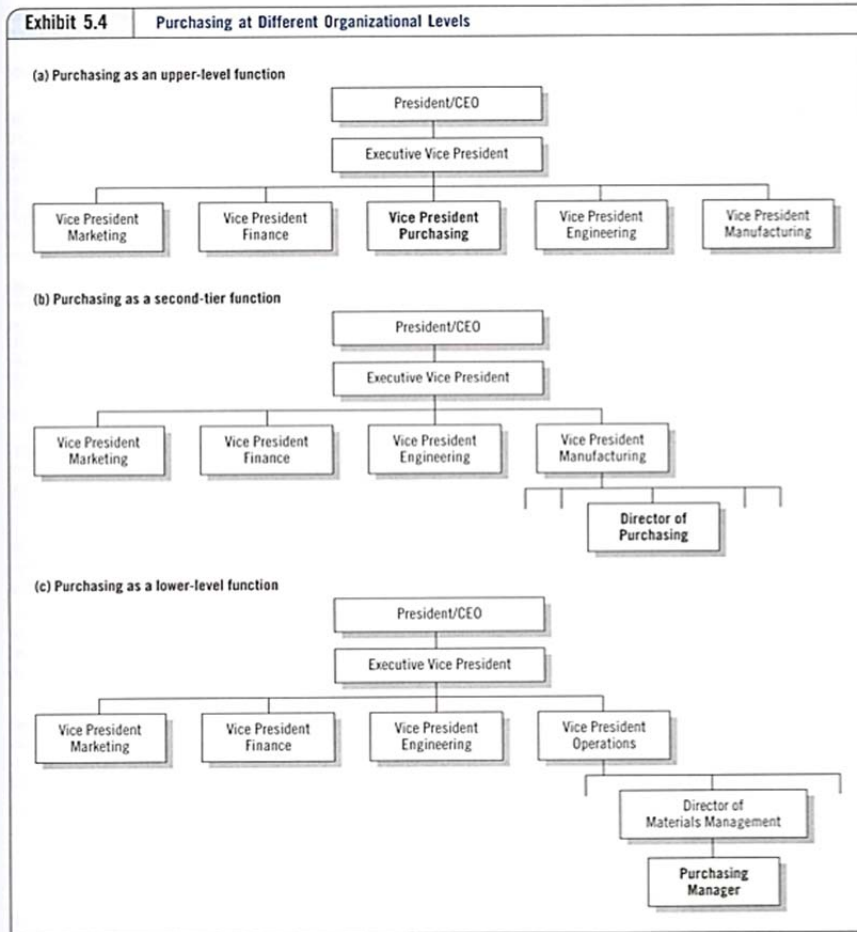 Exhibit 5.4 Purchasing at Different Organizational Levels
(a) Purchasing as an upper-level function
President/CEO
Executive Vice President
Vice President
Marketing
Vice President
Finance
Vice President
Purchasing
Vice President
Engineering
Vice President
Manufacturing
(b) Purchasing as a second-tier function
President/CEO
Executive Vice President
Vice President
Marketing
Vice President
Finance
Vice President
Engineering
Vice President
Manufacturing
Director of
Purchasing
(c) Purchasing as a lower-level function
President/CEO
Executive Vice President
Vice President
Marketing
Vice President
Finance
Vice President
Engineering
Vice President
Operations
Director of
Materials Management
Purchasing
Manager